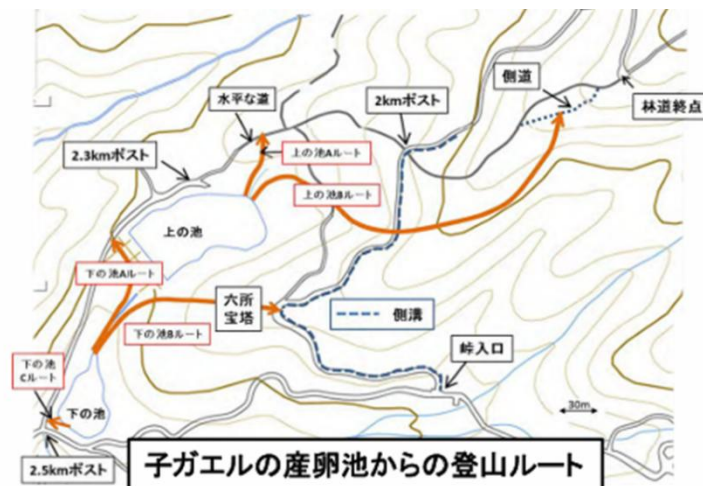 側道
水平な道
2kmポスト
林道終点
2.3kmポスト
上の池Aルート
上の池Bルート
上の池
下の池Aルート
六所
宝塔
側溝
下の池Bルート
峠入口
下の池
Cルート
下の池
30m
2.5kmポスト
子ガエルの産卵池からの登山ルート